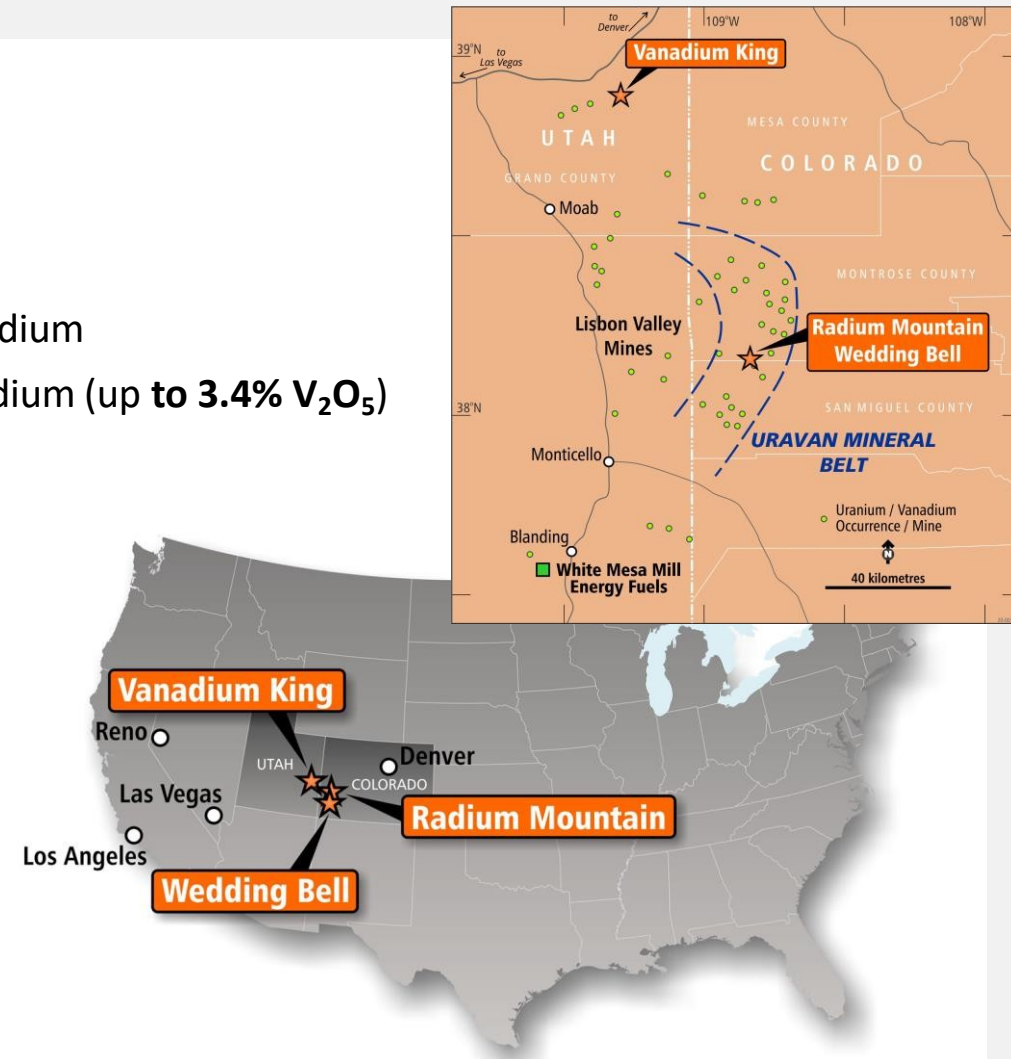 dium
dium (up to 3.4% V₂O₅)
to
Denver
109°W
108°W
39°N
to
Las Vegas
Vanadium King
MESA COUNTY
UTAH
COLORADO
GRAND COUNTY
Moab
MONTROSE COUNTY
Lisbon Valley
Mines
Radium Mountain
Wedding Bell
38°N
SAN MIGUEL COUNTY
URAVAN MINERAL
BELT
Monticello
Uranium / Vanadium
Occurrence / Mine
N
Blanding
White Mesa Mill
Energy Fuels
40 kilometres
Vanadium King
Reno
Denver
UTAH
COLORADO
Las Vegas
Radium Mountain
Los Angeles
Wedding Bell